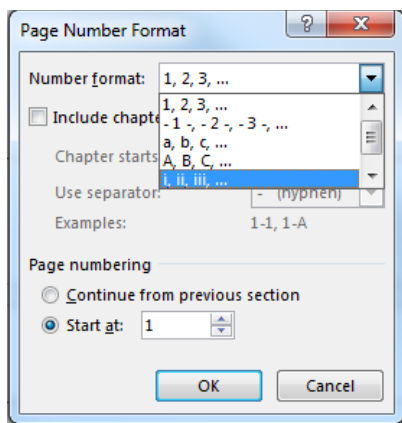 Page Number Format
Number format: 1, 2, 3, ...
1, 2, 3, ...
Include chapte
- 1 -, - 2 -, - 3 -, ...
a, b, c, ...
Chapter starts
A, B, C, ...
i, ii, iii, ...
Use separator: - (hyphen)
Examples: 1-1, 1-A
Page numbering
Continue from previous section
Start at: 1
OK Cancel